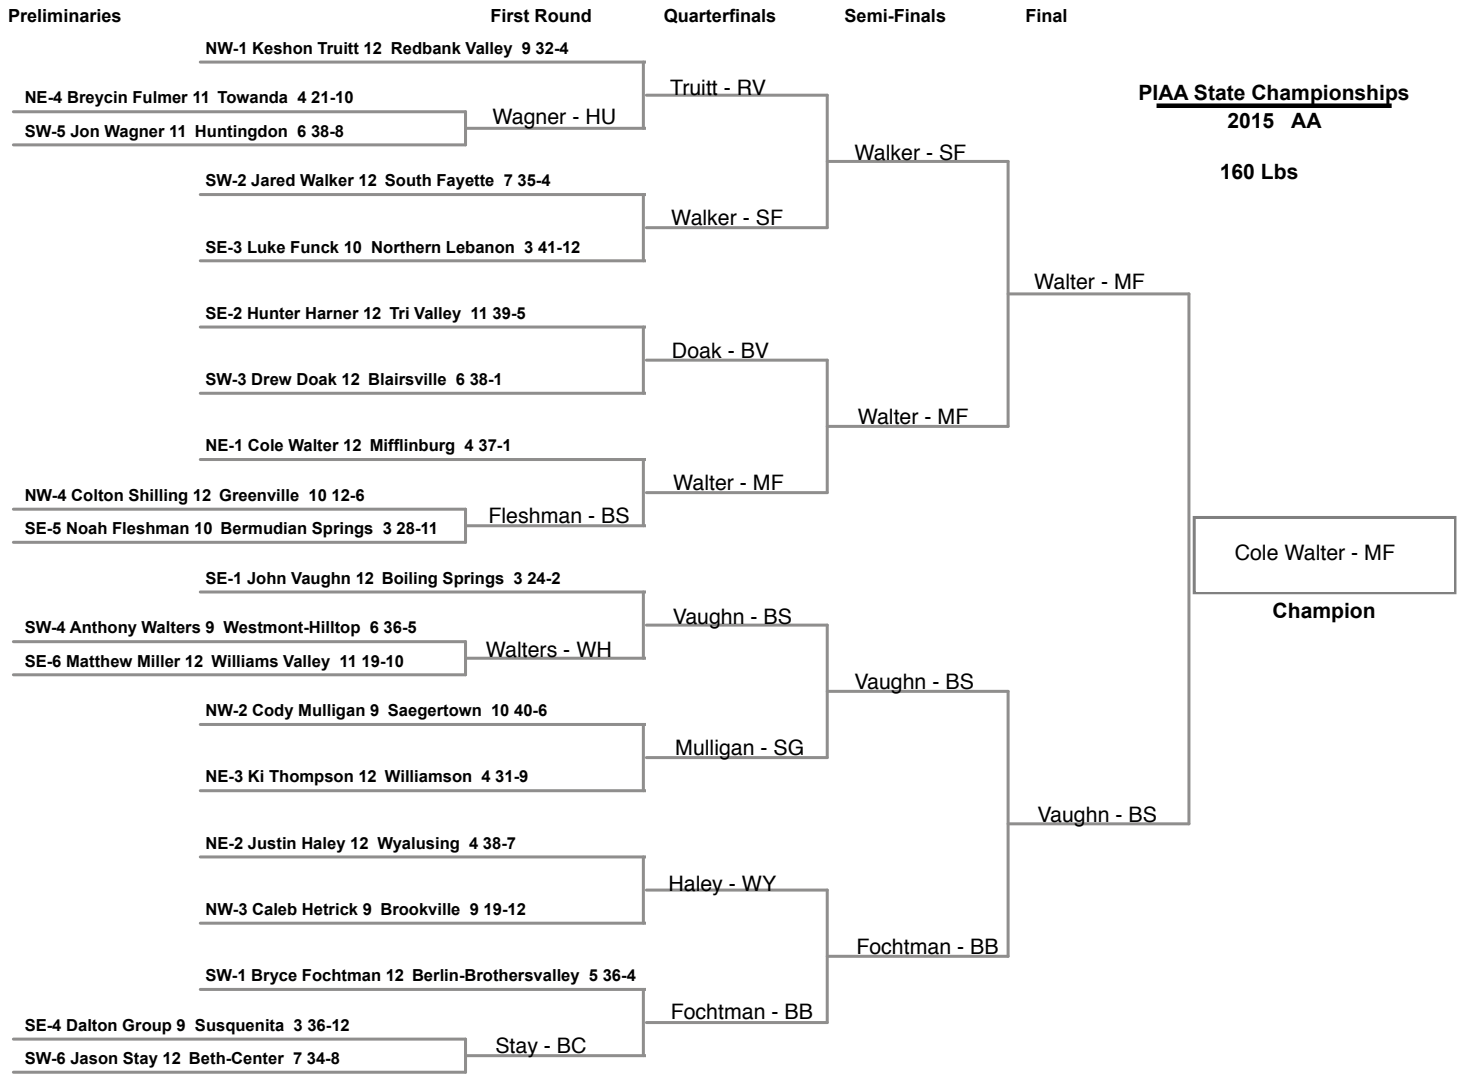 Preliminaries First Round Quarterfinals Semi-Finals Final
NW-1 Keshon Truitt 12 Redbank Valley 9 32-4
Truitt - RV
PIAA State Championships
NE-4 Breycin Fulmer 11 Towanda 4 21-10
Wagner - HU
2015 AA
SW-5 Jon Wagner 11 Huntingdon 6 38-8
Walker - SF
160 Lbs
SW-2 Jared Walker 12 South Fayette 7 35-4
Walker - SF
SE-3 Luke Funck 10 Northern Lebanon 3 41-12
Walter - MF
SE-2 Hunter Harner 12 Tri Valley 11 39-5
Doak - BV
SW-3 Drew Doak 12 Blairsville 6 38-1
Walter - MF
NE-1 Cole Walter 12 Mifflinburg 4 37-1
Walter - MF
NW-4 Colton Shilling 12 Greenville 10 12-6
Fleshman - BS
SE-5 Noah Fleshman 10 Bermudian Springs 3 28-11
Cole Walter - MF
SE-1 John Vaughn 12 Boiling Springs 3 24-2
Champion
Vaughn - BS
SW-4 Anthony Walters 9 Westmont-Hilltop 6 36-5
Walters - WH
SE-6 Matthew Miller 12 Williams Valley 11 19-10
Vaughn - BS
NW-2 Cody Mulligan 9 Saegertown 10 40-6
Mulligan - SG
NE-3 Ki Thompson 12 Williamson 4 31-9
Vaughn - BS
NE-2 Justin Haley 12 Wyalusing 4 38-7
Haley - WY
NW-3 Caleb Hetrick 9 Brookville 9 19-12
Fochtman - BB
SW-1 Bryce Fochtman 12 Berlin-Brothersvalley 5 36-4
Fochtman - BB
SE-4 Dalton Group 9 Susquenita 3 36-12
Stay - BC
SW-6 Jason Stay 12 Beth-Center 7 34-8